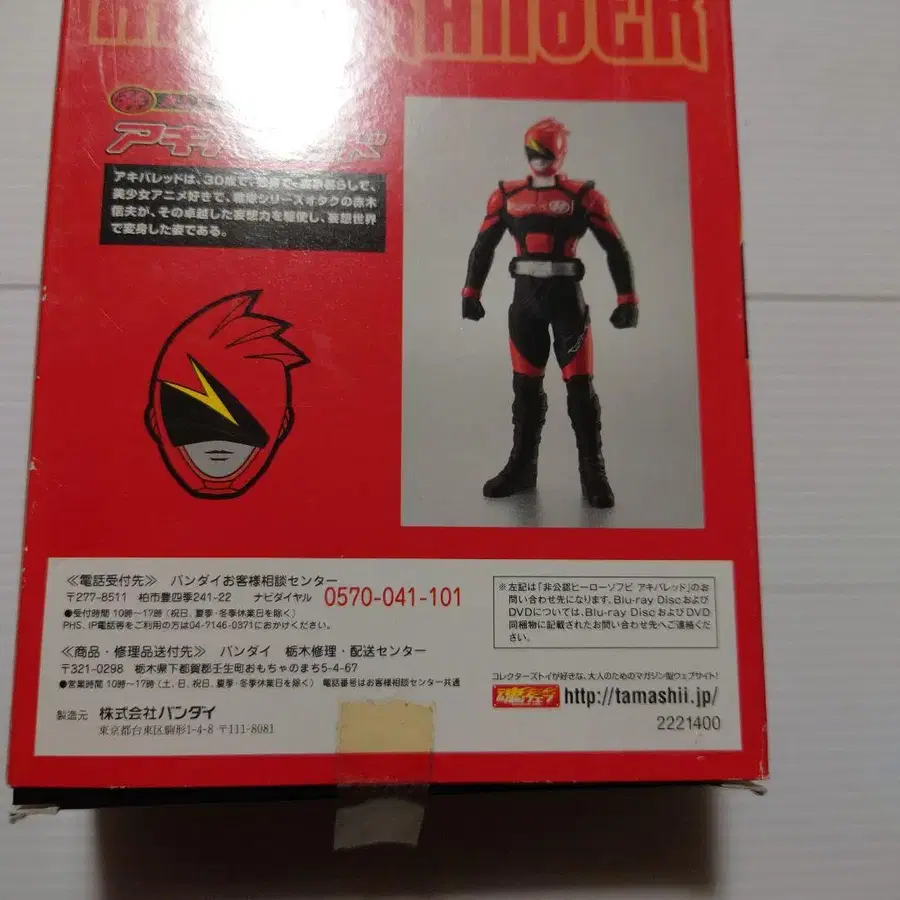 アキバレッドは、30歳で、独身で、一人暮らしで、
美少女アニメ好きで、戦隊シリーズオタクの赤木
信夫が、その卓越した妄想力を駆使し、妄想世界
で変身した姿である。
≪電話受付先≫ バンダイお客様相談センター
〒277-8511 柏市豊四季241-22 ナビダイヤル 0570-041-101
●受付時間 10時～17時(祝日、夏季・冬季休業日を除く)
PHS、IP電話等をご利用の方は04-7146-0371におかけください。
≪商品・修理品送付先≫ バンダイ 栃木修理・配送センター
〒321-0298 栃木県下都賀郡壬生町おもちゃのまち5-4-67
●営業時間 10時～17時(土、日、祝日、夏季・冬季休業日を除く) 電話番号はお客様相談センター共通
製造元 株式会社バンダイ
東京都台東区駒形1-4-8 〒111-8081
※左記は「非公認ヒーローソフビ アキバレッド」のお
問い合わせ先になります。Blu-ray Discおよび
DVDについては、Blu-ray DiscおよびDVD
同梱物に記載されたお問い合わせ先へご連絡くだ
さい。
コレクターズトイが好きな、大人のためのマガジン型ウェブサイト!
魂ウェブ http://tamashii.jp/
2221400